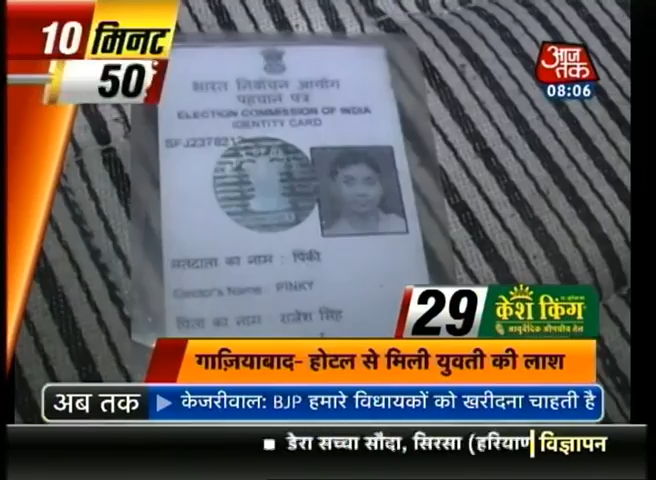 10 मिनट
50
आज
तक
08:06
भारत निर्वाचन आयोग
पहचान पत्र
ELECTION COMMISSION OF INDIA
IDENTITY CARD
मतदाता का नाम : पिंकी
Elector's Name : PINKY
पिता का नाम : राजेश सिंह
29
केश किंग
आयुर्वेदिक औषधीय तेल
गाज़ियाबाद- होटल से मिली युवती की लाश
अब तक
केजरीवाल: BJP हमारे विधायकों को खरीदना चाहती है
डेरा सच्चा सौदा, सिरसा (हरियाण
विज्ञापन